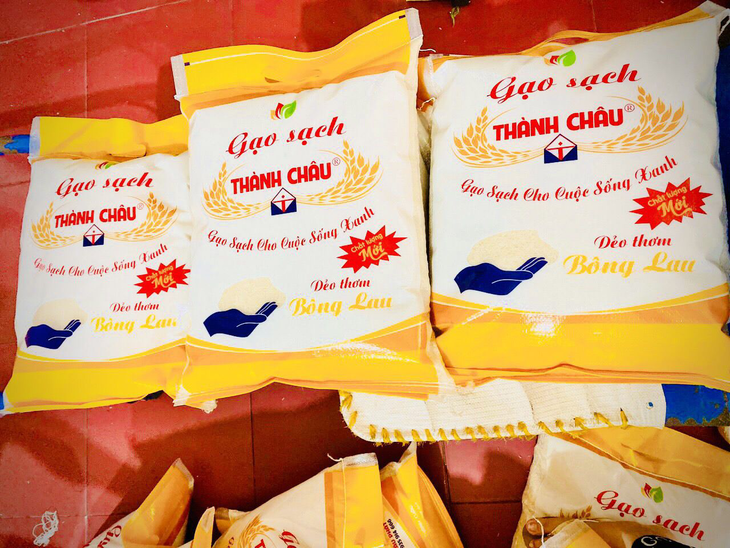 Gạo sạch
THÀNH CHÂU®
Gạo Sạch Cho Cuộc Sống Xanh
Chất lượng
Mới
Dẻo thơm
Bông Lau
Gạo sạch
THÀNH CHÂU®
Gạo Sạch Cho Cuộc Sống Xanh
Chất lượng
Mới
Dẻo thơm
Bông Lau
Gạo sạch
THÀNH CHÂU®
Gạo Sạch Cho Cuộc Sống Xanh
Chất lượng
Mới
Dẻo thơm
Bông Lau
Gạo sạch